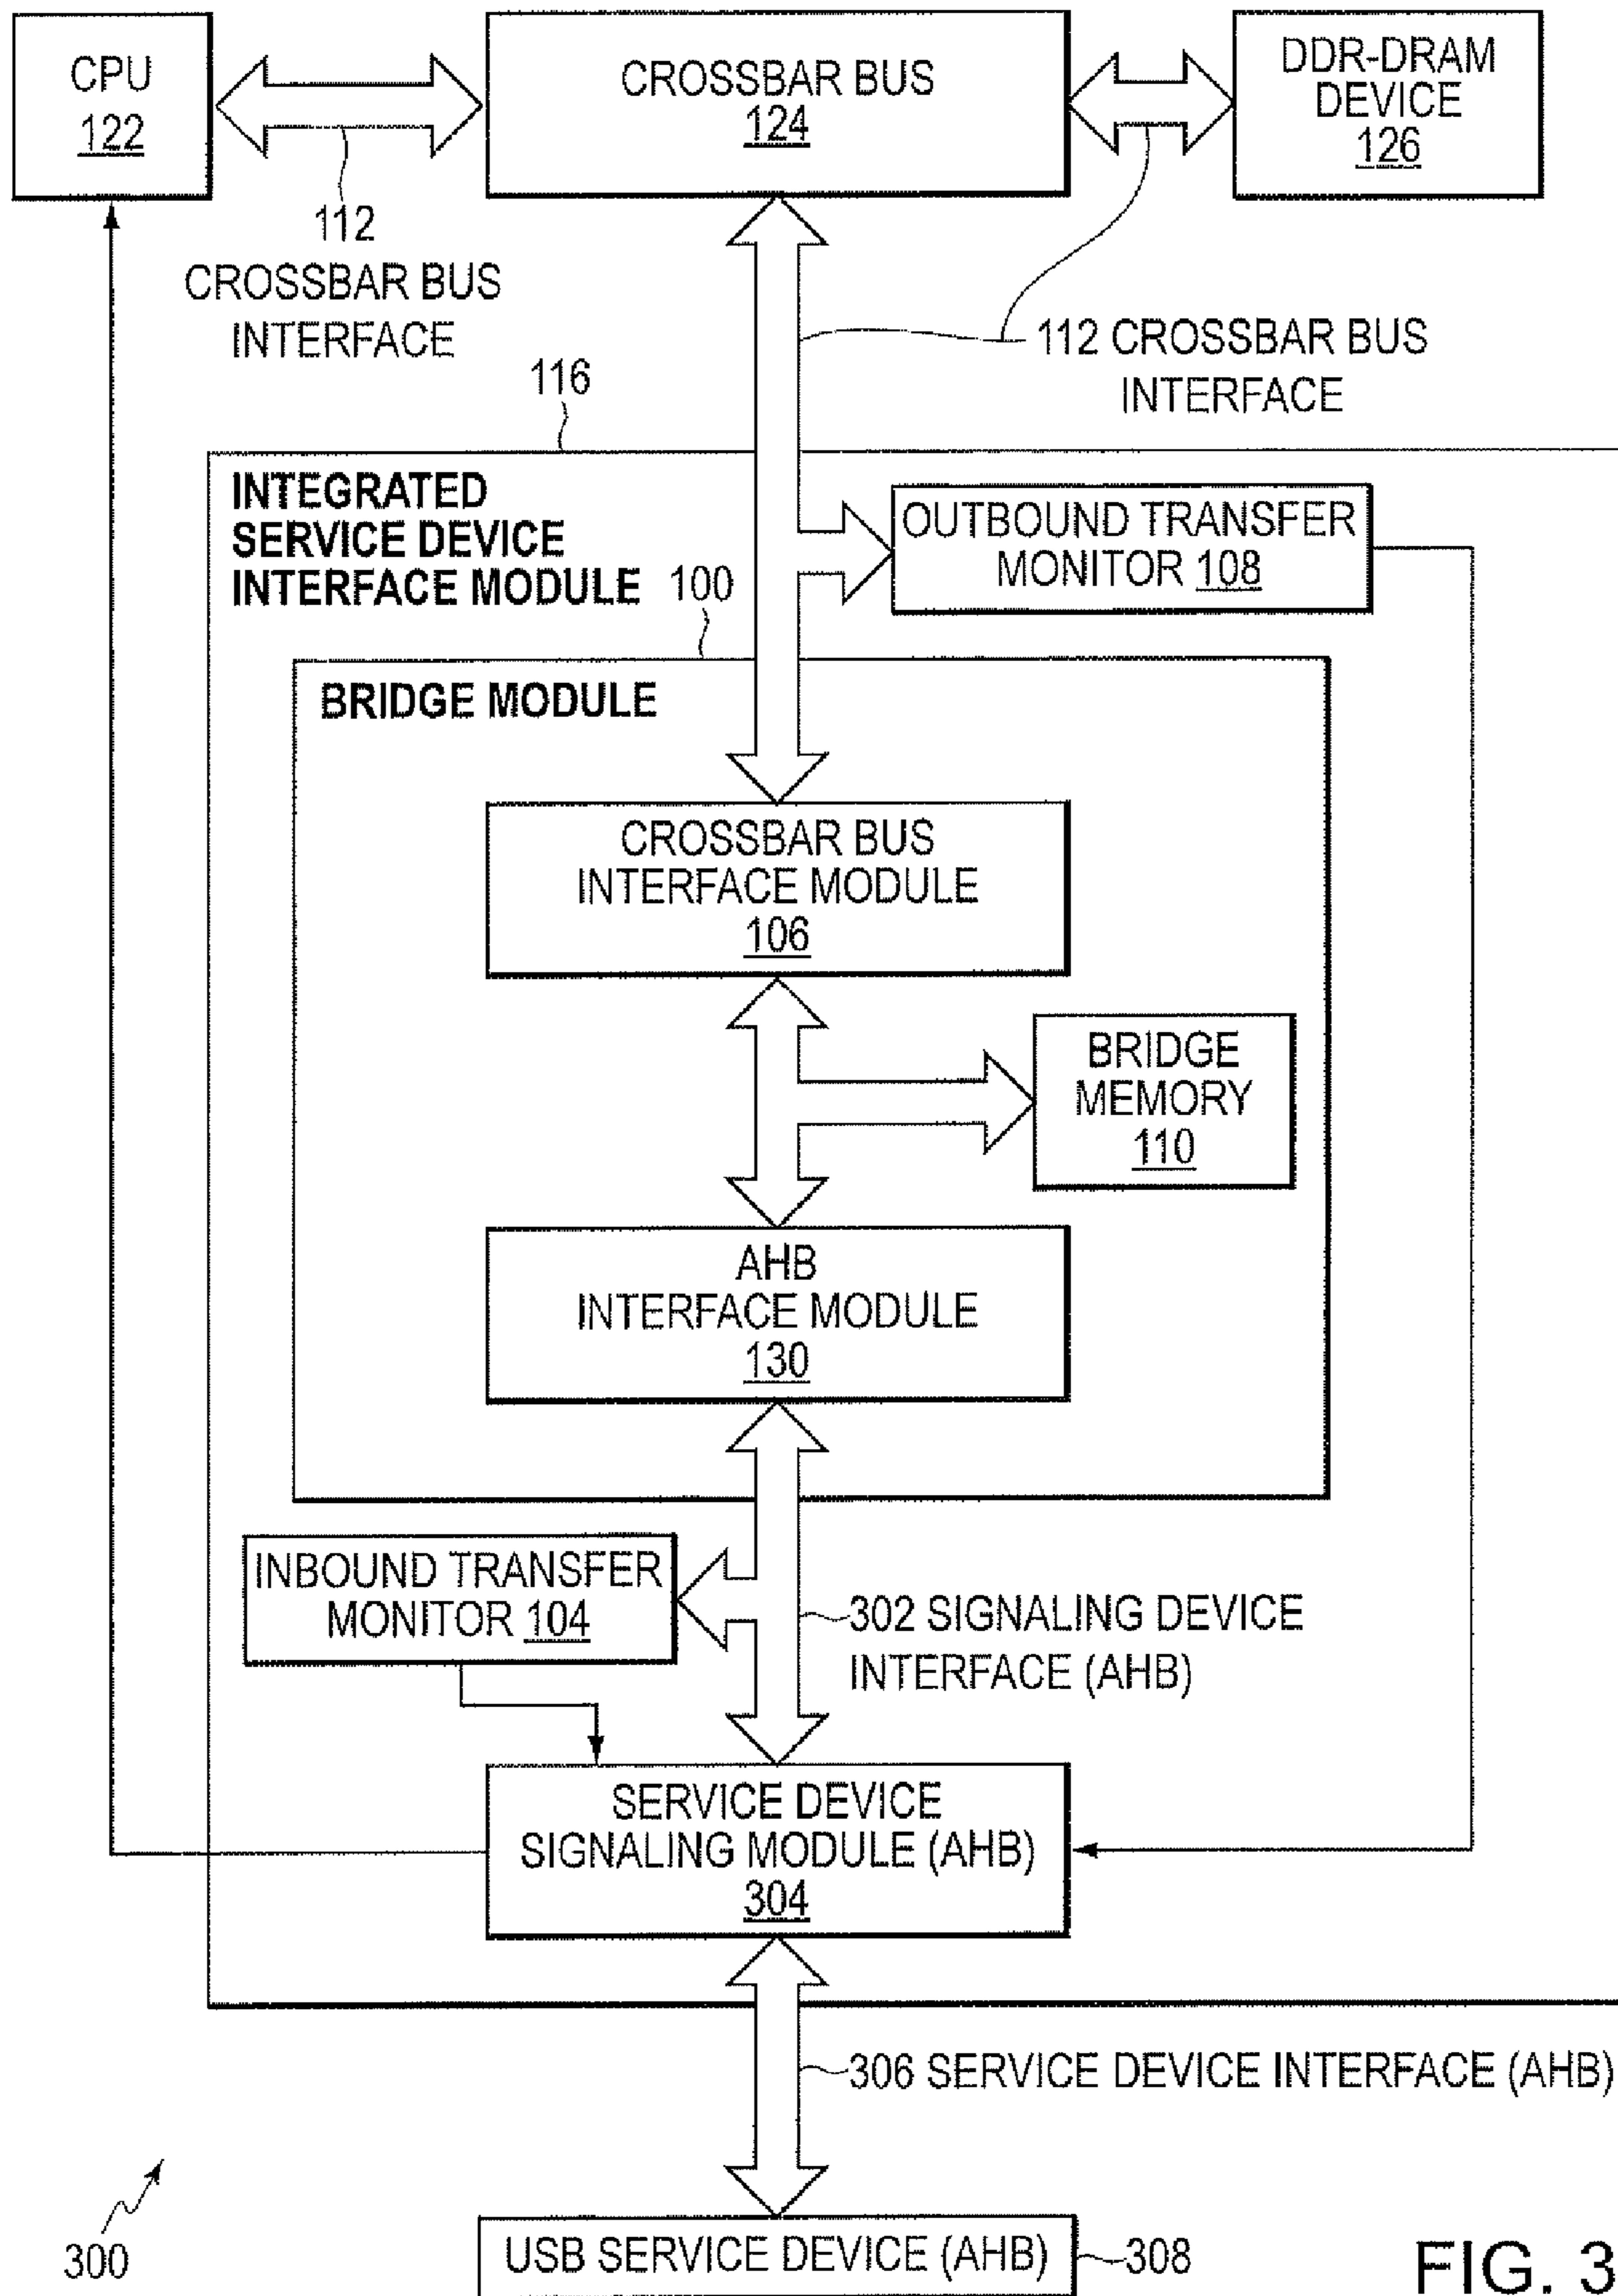 CPU
122
CROSSBAR BUS
124
DDR-DRAM
DEVICE
126
112
CROSSBAR BUS
INTERFACE
112 CROSSBAR BUS
INTERFACE
116
INTEGRATED
SERVICE DEVICE
INTERFACE MODULE
OUTBOUND TRANSFER
MONITOR 108
100
BRIDGE MODULE
CROSSBAR BUS
INTERFACE MODULE
106
BRIDGE
MEMORY
110
AHB
INTERFACE MODULE
130
INBOUND TRANSFER
MONITOR 104
302 SIGNALING DEVICE
INTERFACE (AHB)
SERVICE DEVICE
SIGNALING MODULE (AHB)
304
306 SERVICE DEVICE INTERFACE (AHB)
300
USB SERVICE DEVICE (AHB)
308
FIG. 3